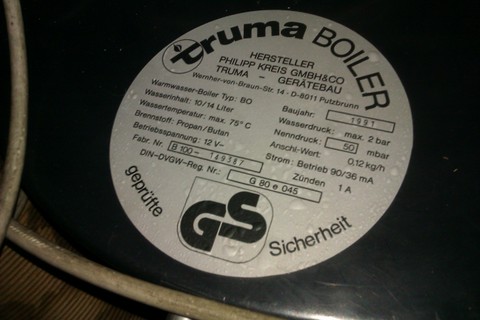 truma BOILER
HERSTELLER
PHILIPP KREIS GMBH&CO
TRUMA – GERÄTEBAU
Wernher-von-Braun-Str. 14 - D-8011 Putzbrunn
Warmwasser-Boiler Typ: BO
Wasserinhalt: 10/14 Liter
Wassertemperatur: max. 75°C
Brennstoff: Propan/Butan
Betriebsspannung: 12 V–
Fabr. Nr. B 100 - 149387
DIN-DVGW-Reg. Nr.: G 80 e 045
Baujahr: 1991
Wasserdruck: max. 2 bar
Nenndruck: 50 mbar
Anschl-Wert: 0,12 kg/h
Strom: Betrieb 90/36 mA
Zünden 1 A
geprüfte
GS
Sicherheit